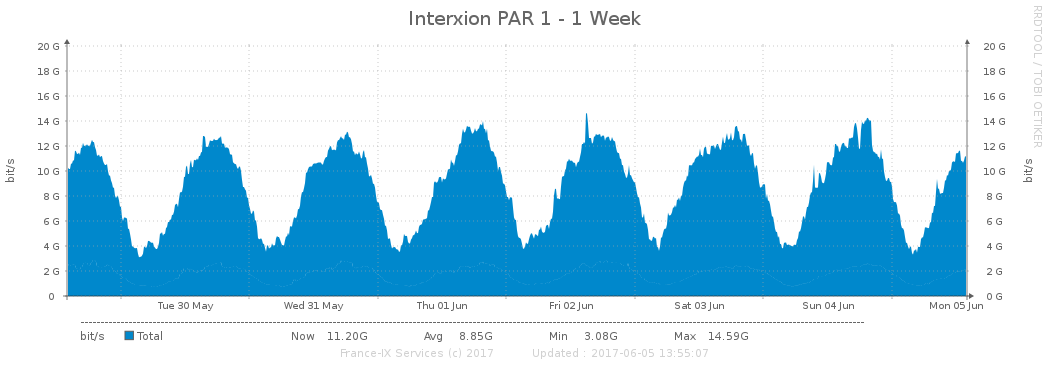 Interxion PAR 1 - 1 Week
RRDTOOL / TOBI OETIKER
bit/s
20 G 20 G
18 G 18 G
16 G 16 G
14 G 14 G
12 G 12 G
10 G 10 G
8 G 8 G
6 G 6 G
4 G 4 G
2 G 2 G
0 0 G
bit/s
Tue 30 May Wed 31 May Thu 01 Jun Fri 02 Jun Sat 03 Jun Sun 04 Jun Mon 05 Jun
bit/s Total Now 11.20G Avg 8.85G Min 3.08G Max 14.59G
France-IX Services (c) 2017 Updated : 2017-06-05 13:55:07